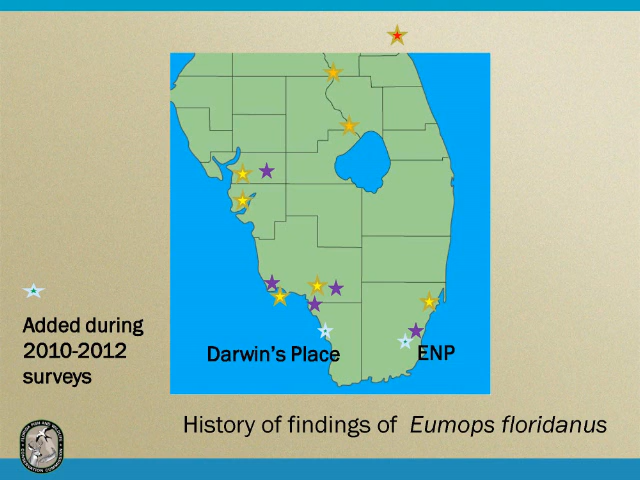 Added during
2010-2012
surveys
Darwin's Place
ENP
History of findings of Eumops floridanus